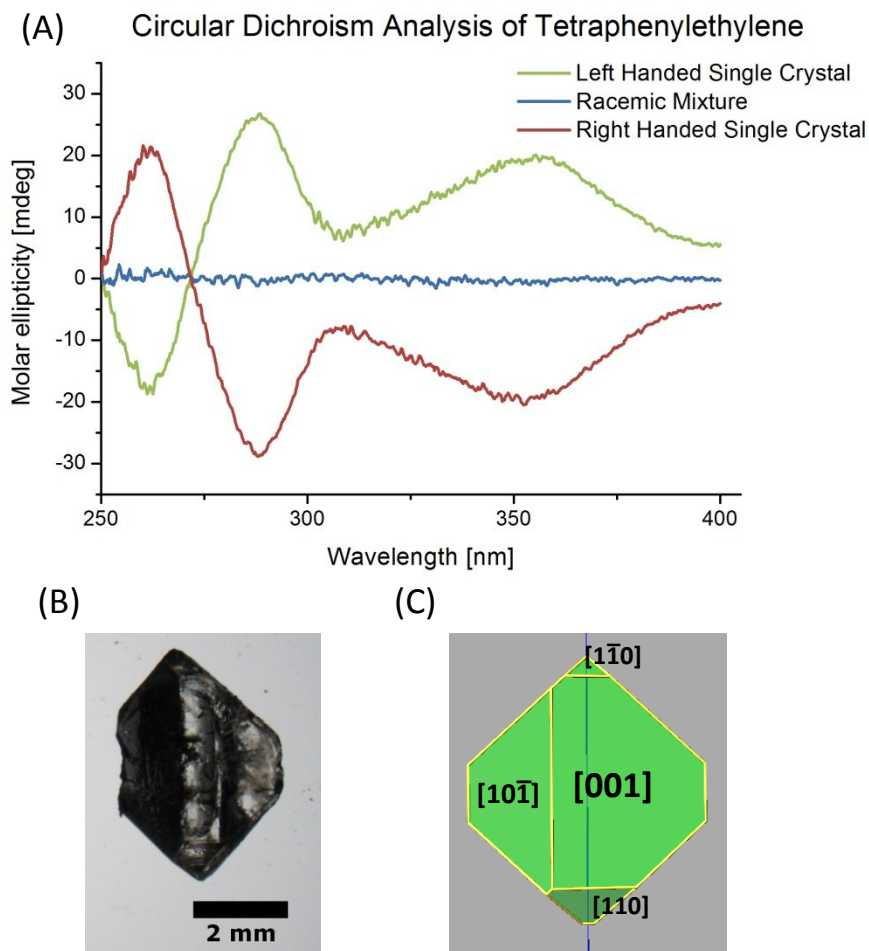 (A)
Circular Dichroism Analysis of Tetraphenylethylene
Left Handed Single Crystal
Racemic Mixture
Right Handed Single Crystal
30
20
10
0
-10
-20
-30
Molar ellipticity [mdeg]
250
300
350
400
Wavelength [nm]
(B)
(C)
2 mm
[11̅0]
[101̅]
[001]
[110]